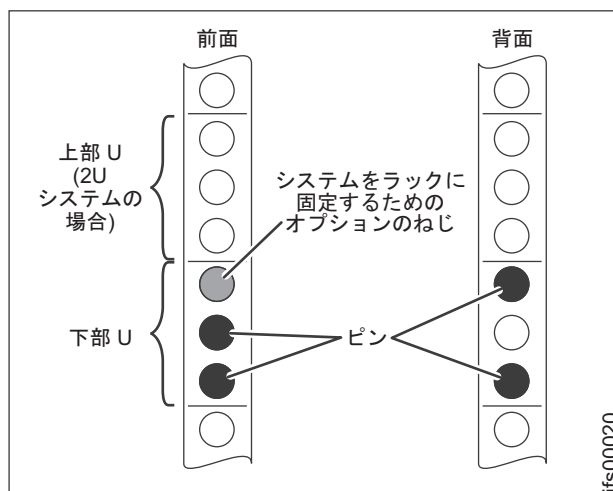 前面
背面
上部 U
(2U
システムの
場合)
システムをラックに
固定するための
オプションのねじ
下部 U
ピン
ifs00020